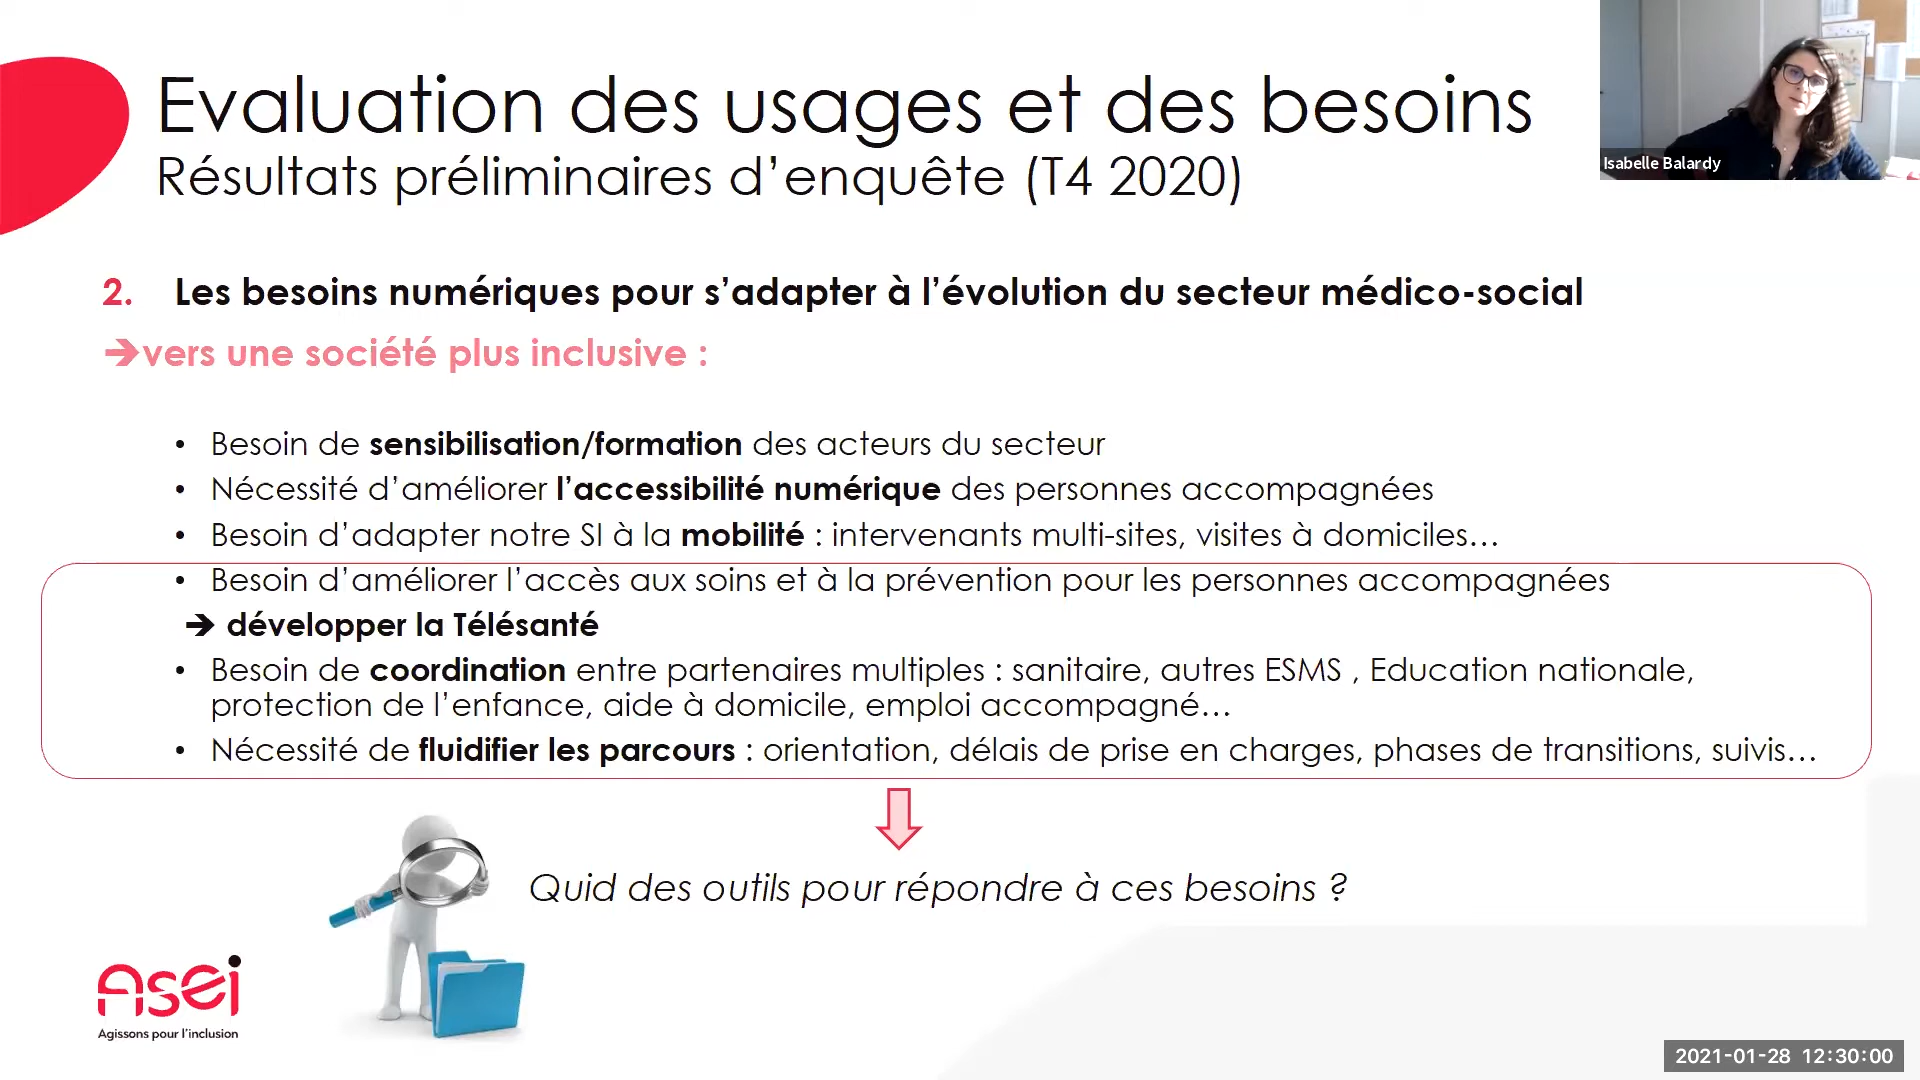 Evaluation des usages et des besoins
Résultats préliminaires d’enquête (T4 2020)
Isabelle Balardy
2. Les besoins numériques pour s’adapter à l’évolution du secteur médico-social
➔vers une société plus inclusive :
• Besoin de sensibilisation/formation des acteurs du secteur
• Nécessité d’améliorer l’accessibilité numérique des personnes accompagnées
• Besoin d’adapter notre SI à la mobilité : intervenants multi-sites, visites à domiciles…
• Besoin d’améliorer l’accès aux soins et à la prévention pour les personnes accompagnées
➔ développer la Télésanté
• Besoin de coordination entre partenaires multiples : sanitaire, autres ESMS , Education nationale,
protection de l’enfance, aide à domicile, emploi accompagné…
• Nécessité de fluidifier les parcours : orientation, délais de prise en charges, phases de transitions, suivis…
Quid des outils pour répondre à ces besoins ?
Asei
Agissons pour l’inclusion
2021-01-28 12:30:00